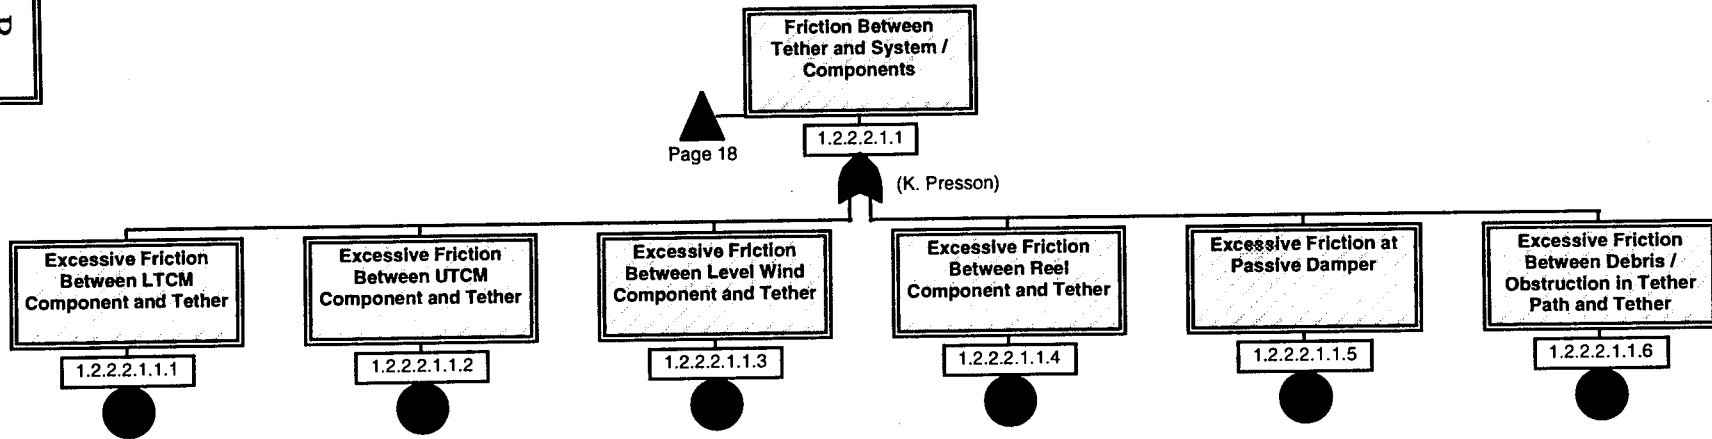 Friction Between
Tether and System /
Components
1.2.2.2.1.1
Page 18
(K. Presson)
Excessive Friction
Between LTCM
Component and Tether
1.2.2.2.1.1.1
Excessive Friction
Between UTCM
Component and Tether
1.2.2.2.1.1.2
Excessive Friction
Between Level Wind
Component and Tether
1.2.2.2.1.1.3
Excessive Friction
Between Reel
Component and Tether
1.2.2.2.1.1.4
Excessive Friction at
Passive Damper
1.2.2.2.1.1.5
Excessive Friction
Between Debris /
Obstruction in Tether
Path and Tether
1.2.2.2.1.1.6